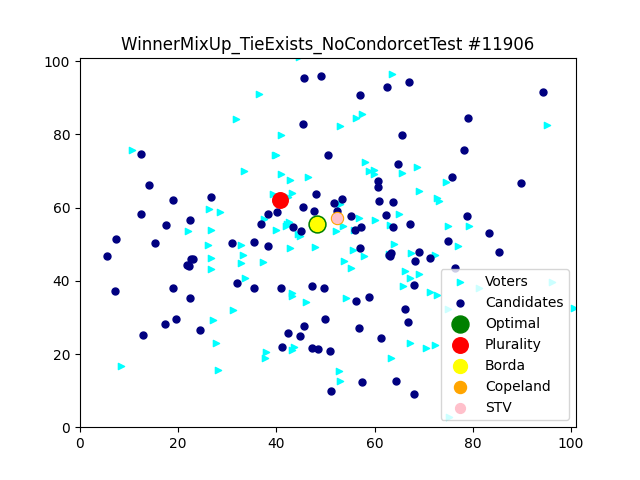 WinnerMixUp_TieExists_NoCondorcetTest #11906
100
80
60
40
20
0
0
20
40
60
80
100
Voters
Candidates
Optimal
Plurality
Borda
Copeland
STV